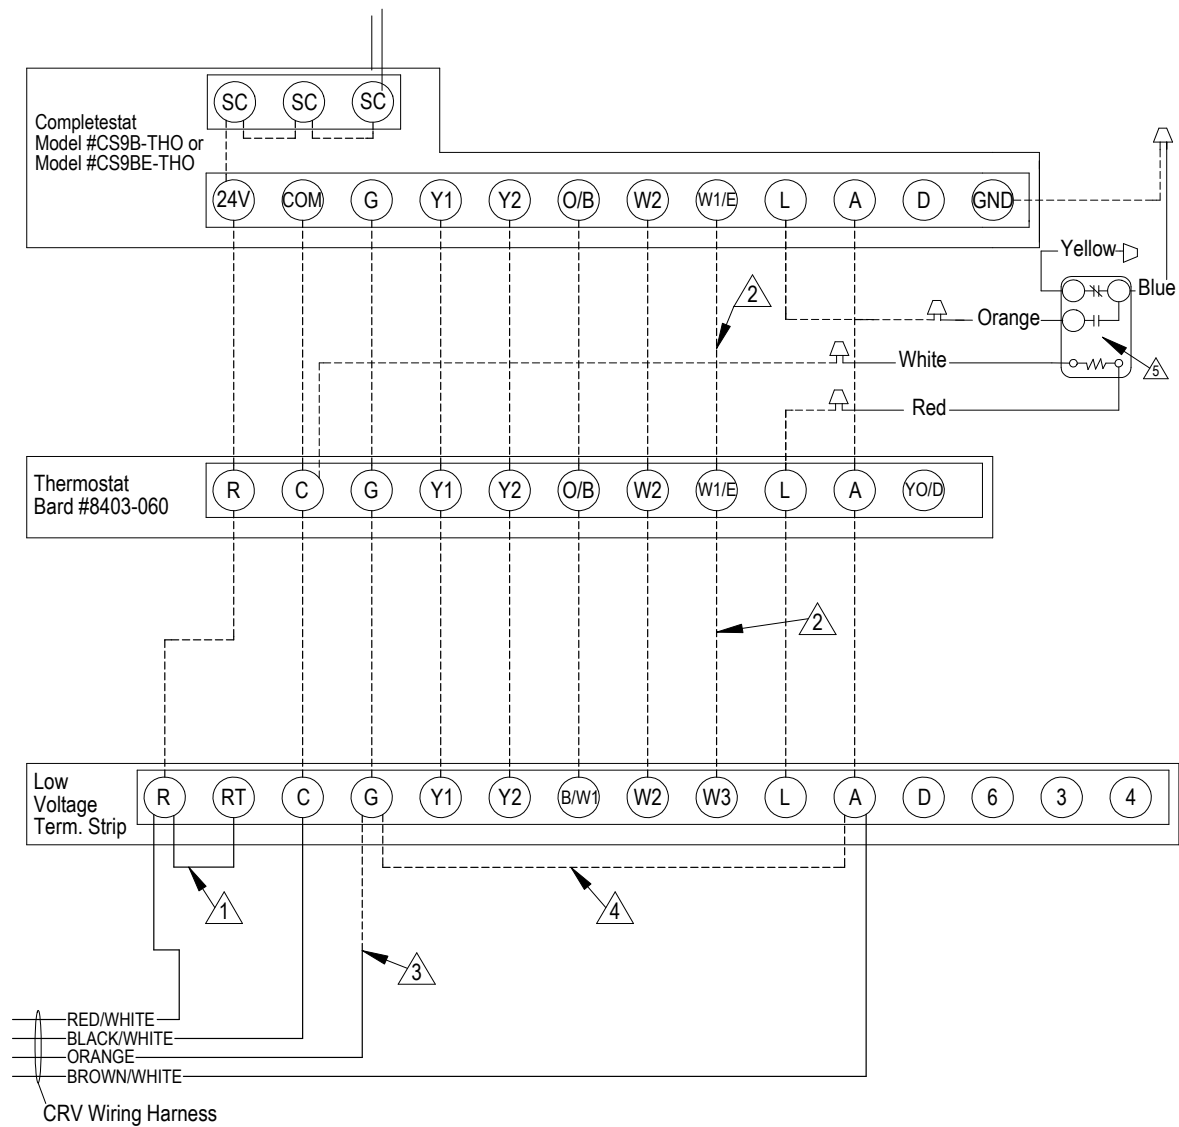 SC SC SC
Completestat
Model #CS9B-THO or
Model #CS9BE-THO
24V COM G Y1 Y2 O/B W2 W1/E L A D GND
Yellow
Blue
2
Orange
5
White
Red
Thermostat
Bard #8403-060
R C G Y1 Y2 O/B W2 W1/E L A YO/D
2
Low
Voltage
Term. Strip
R RT C G Y1 Y2 B/W1 W2 W3 L A D 6 3 4
1
4
3
RED/WHITE
BLACK/WHITE
ORANGE
BROWN/WHITE
CRV Wiring Harness